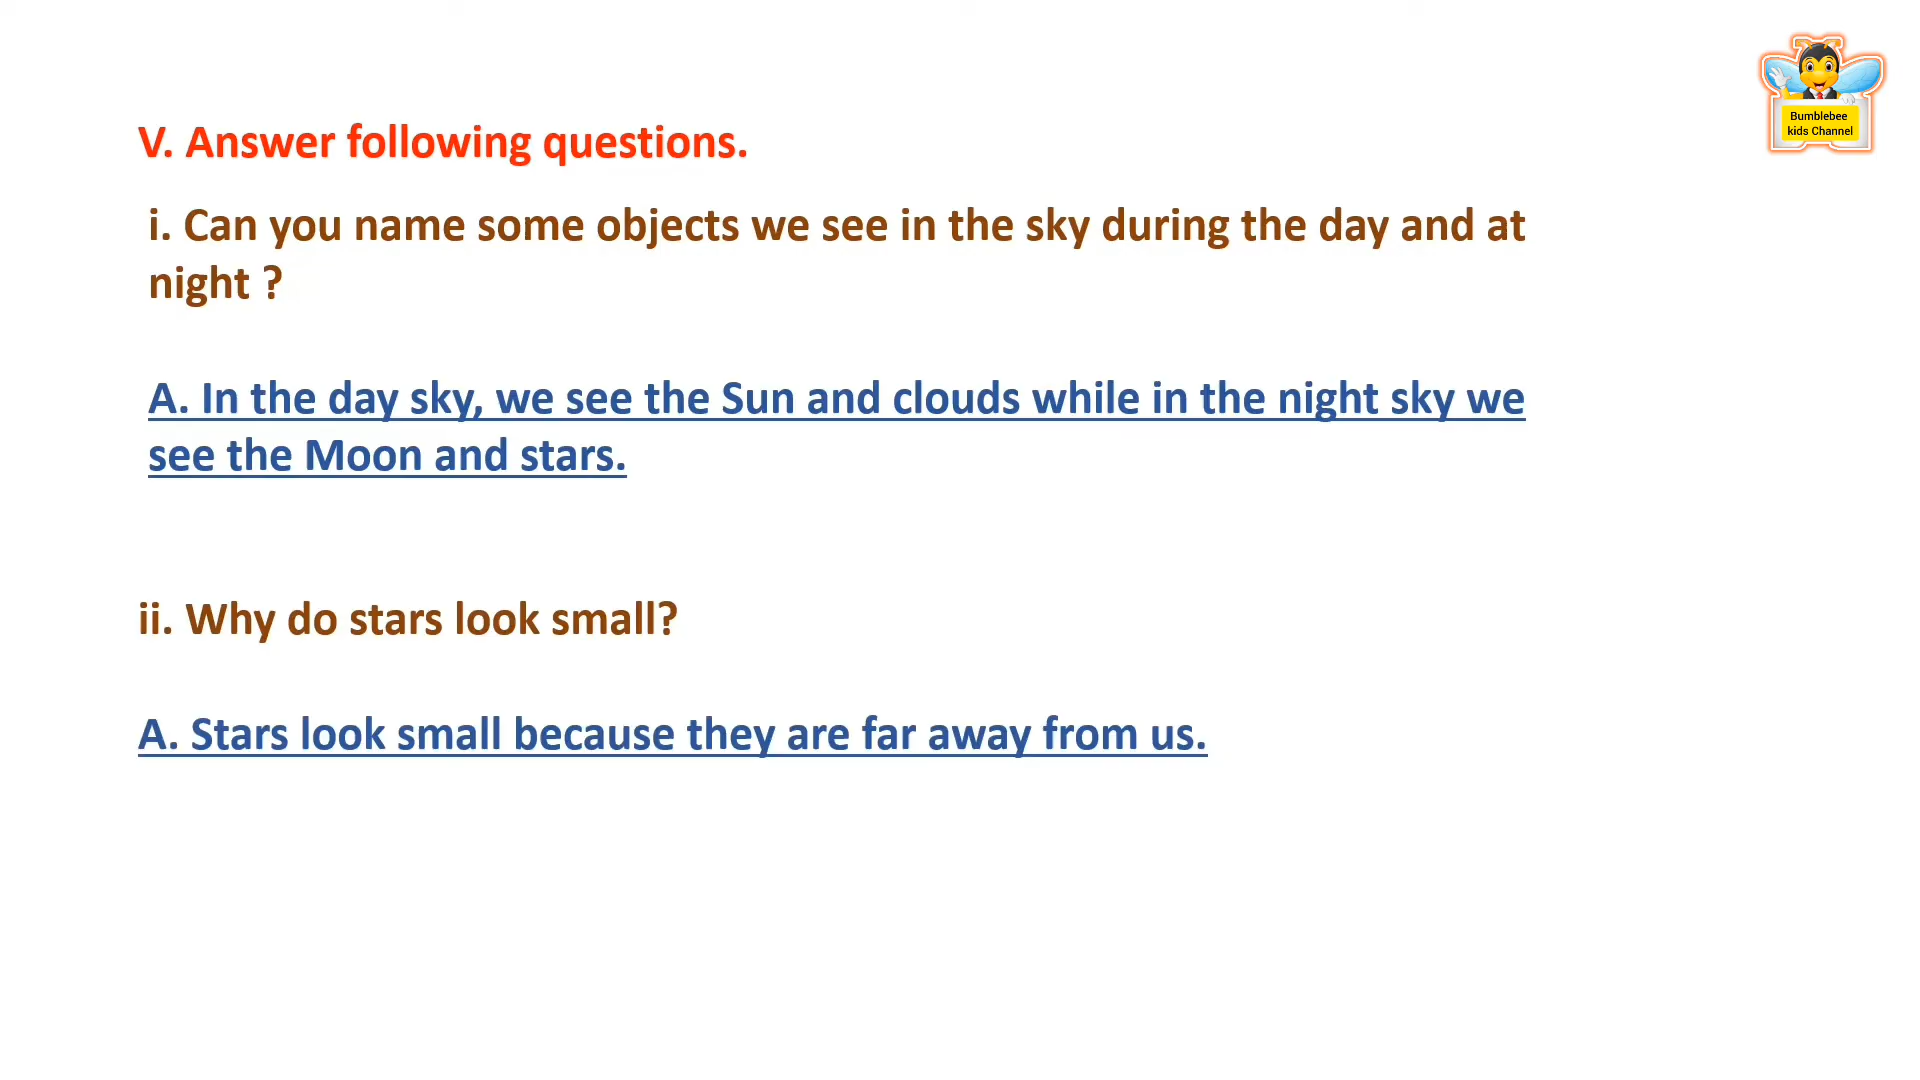 Bumblebee
kids Channel
V. Answer following questions.
i. Can you name some objects we see in the sky during the day and at
night ?
A. In the day sky, we see the Sun and clouds while in the night sky we
see the Moon and stars.
ii. Why do stars look small?
A. Stars look small because they are far away from us.